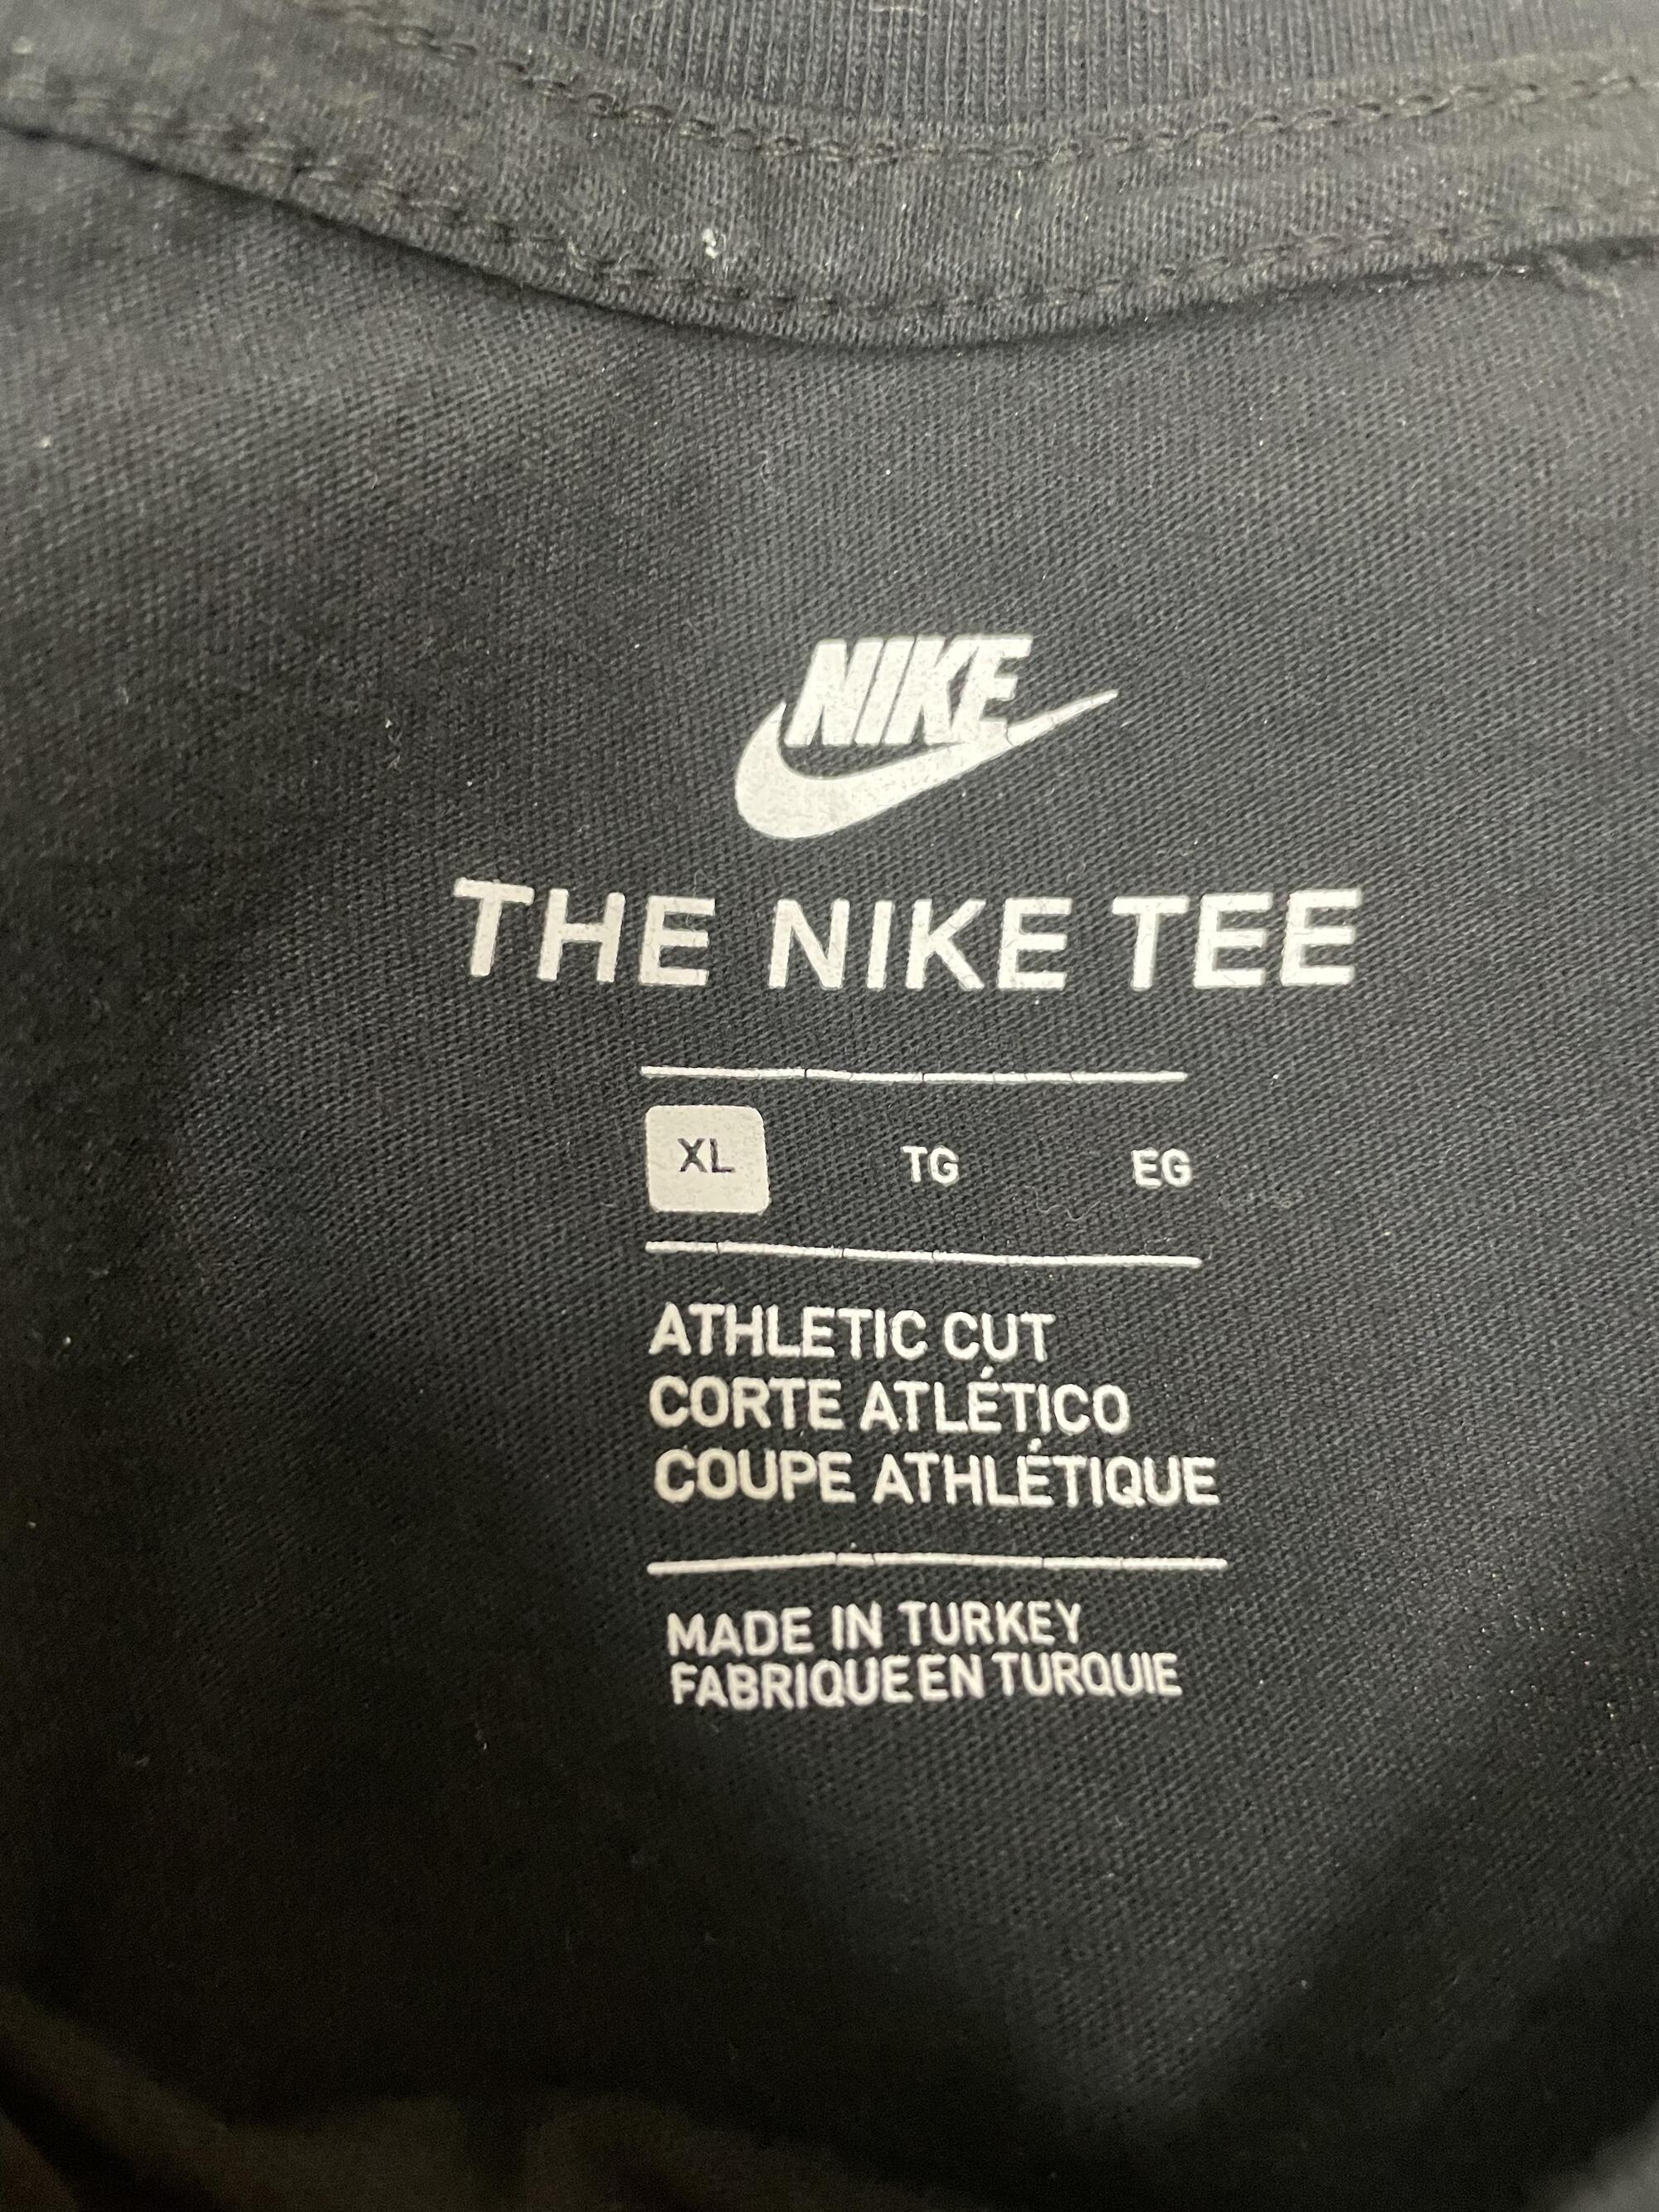 NIKE
THE NIKE TEE
XL TG EG
ATHLETIC CUT
CORTE ATLÉTICO
COUPE ATHLÉTIQUE
MADE IN TURKEY
FABRIQUE EN TURQUIE